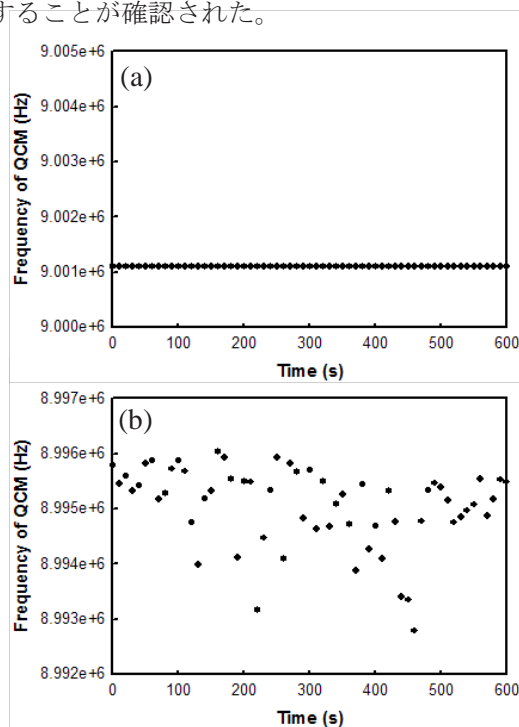 することが確認された。
9.005e+6
(a)
9.004e+6
9.003e+6
9.002e+6
9.001e+6
9.000e+6
Frequency of QCM (Hz)
0 100 200 300 400 500 600
Time (s)
8.997e+6
(b)
8.996e+6
8.995e+6
8.994e+6
8.993e+6
8.992e+6
Frequency of QCM (Hz)
0 100 200 300 400 500 600
Time (s)